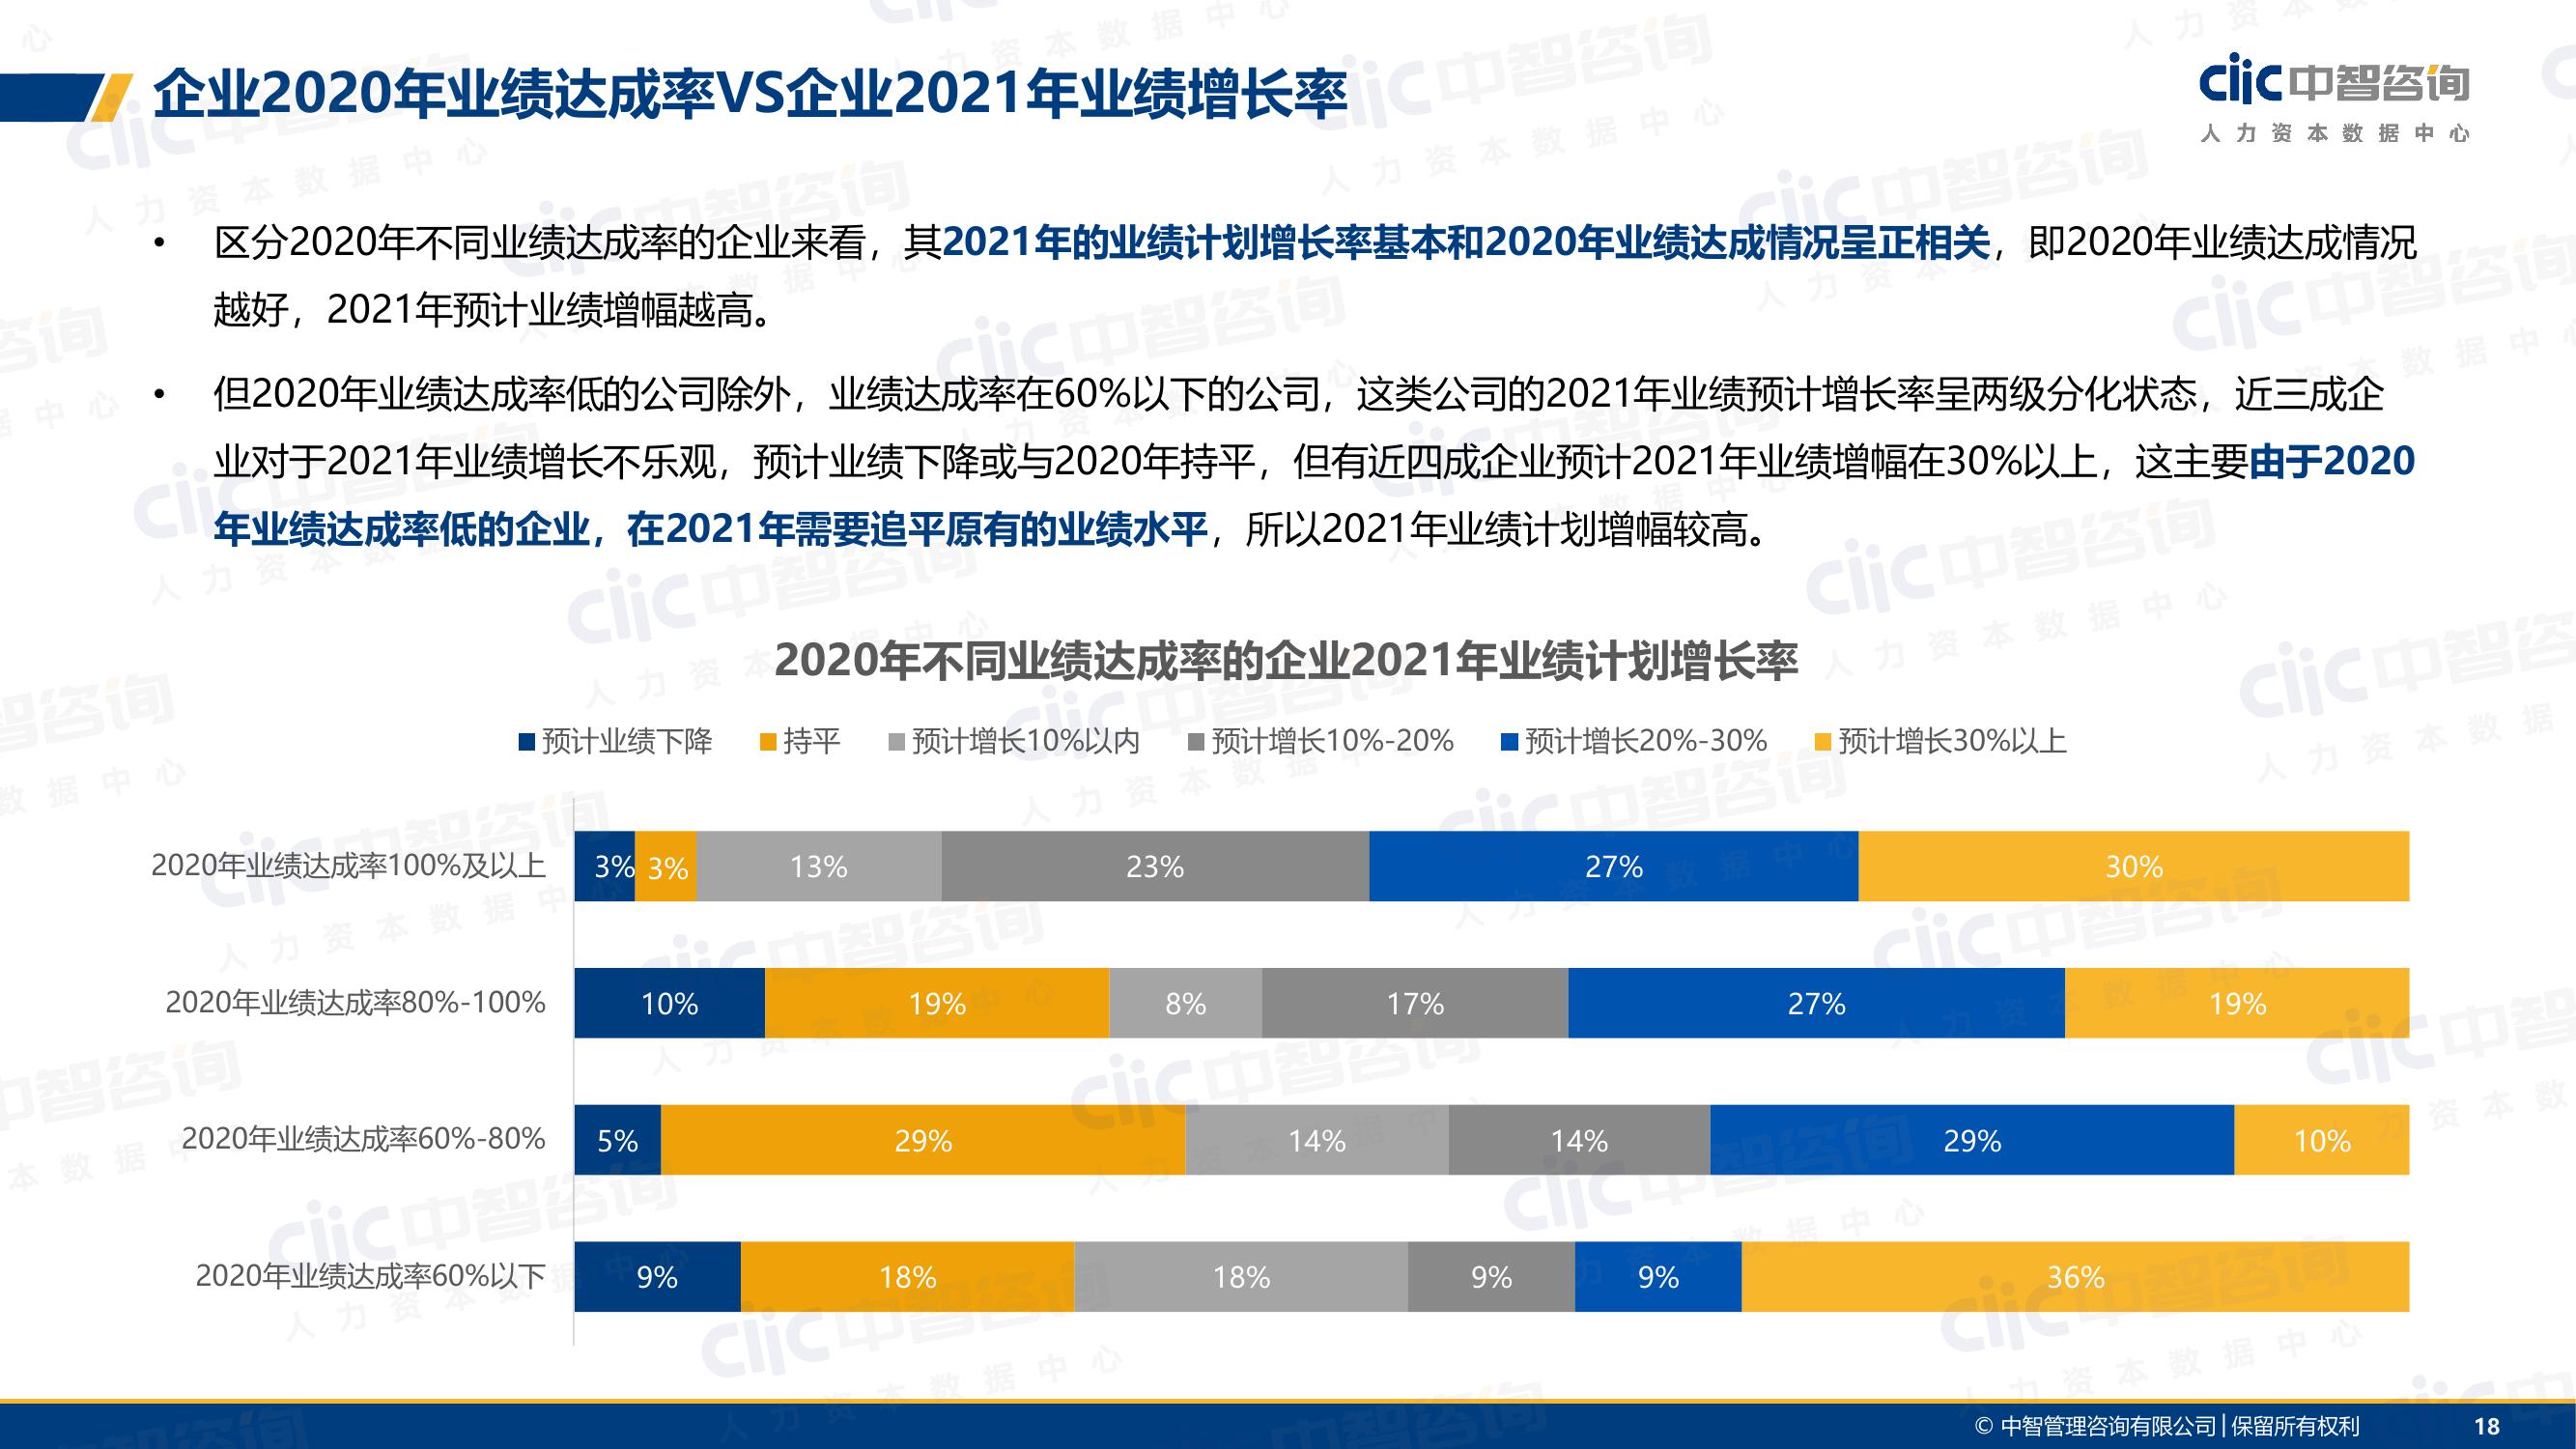 企业2020年业绩达成率VS企业2021年业绩增长率
CIIC中智咨询
人力资本数据中心
• 区分2020年不同业绩达成率的企业来看，其2021年的业绩计划增长率基本和2020年业绩达成情况呈正相关，即2020年业绩达成情况
越好，2021年预计业绩增幅越高。
• 但2020年业绩达成率低的公司除外，业绩达成率在60%以下的公司，这类公司的2021年业绩预计增长率呈两级分化状态，近三成企
业对于2021年业绩增长不乐观，预计业绩下降或与2020年持平，但有近四成企业预计2021年业绩增幅在30%以上，这主要由于2020
年业绩达成率低的企业，在2021年需要追平原有的业绩水平，所以2021年业绩计划增幅较高。
2020年不同业绩达成率的企业2021年业绩计划增长率
预计业绩下降 持平 预计增长10%以内 预计增长10%-20% 预计增长20%-30% 预计增长30%以上
2020年业绩达成率100%及以上 3% 3% 13% 23% 27% 30%
2020年业绩达成率80%-100% 10% 19% 8% 17% 27% 19%
2020年业绩达成率60%-80% 5% 29% 14% 14% 29% 10%
2020年业绩达成率60%以下 9% 18% 18% 9% 9% 36%
© 中智管理咨询有限公司|保留所有权利 18